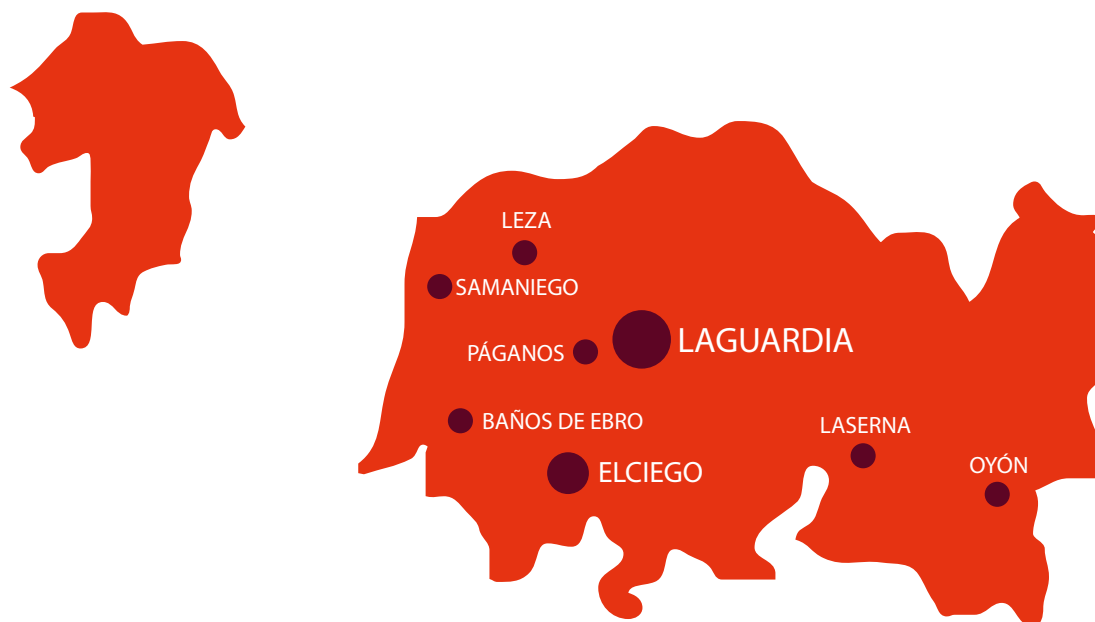 LEZA
SAMANIEGO
LAGUARDIA
PÁGANOS
BAÑOS DE EBRO
LASERNA
ELCIEGO
OYÓN